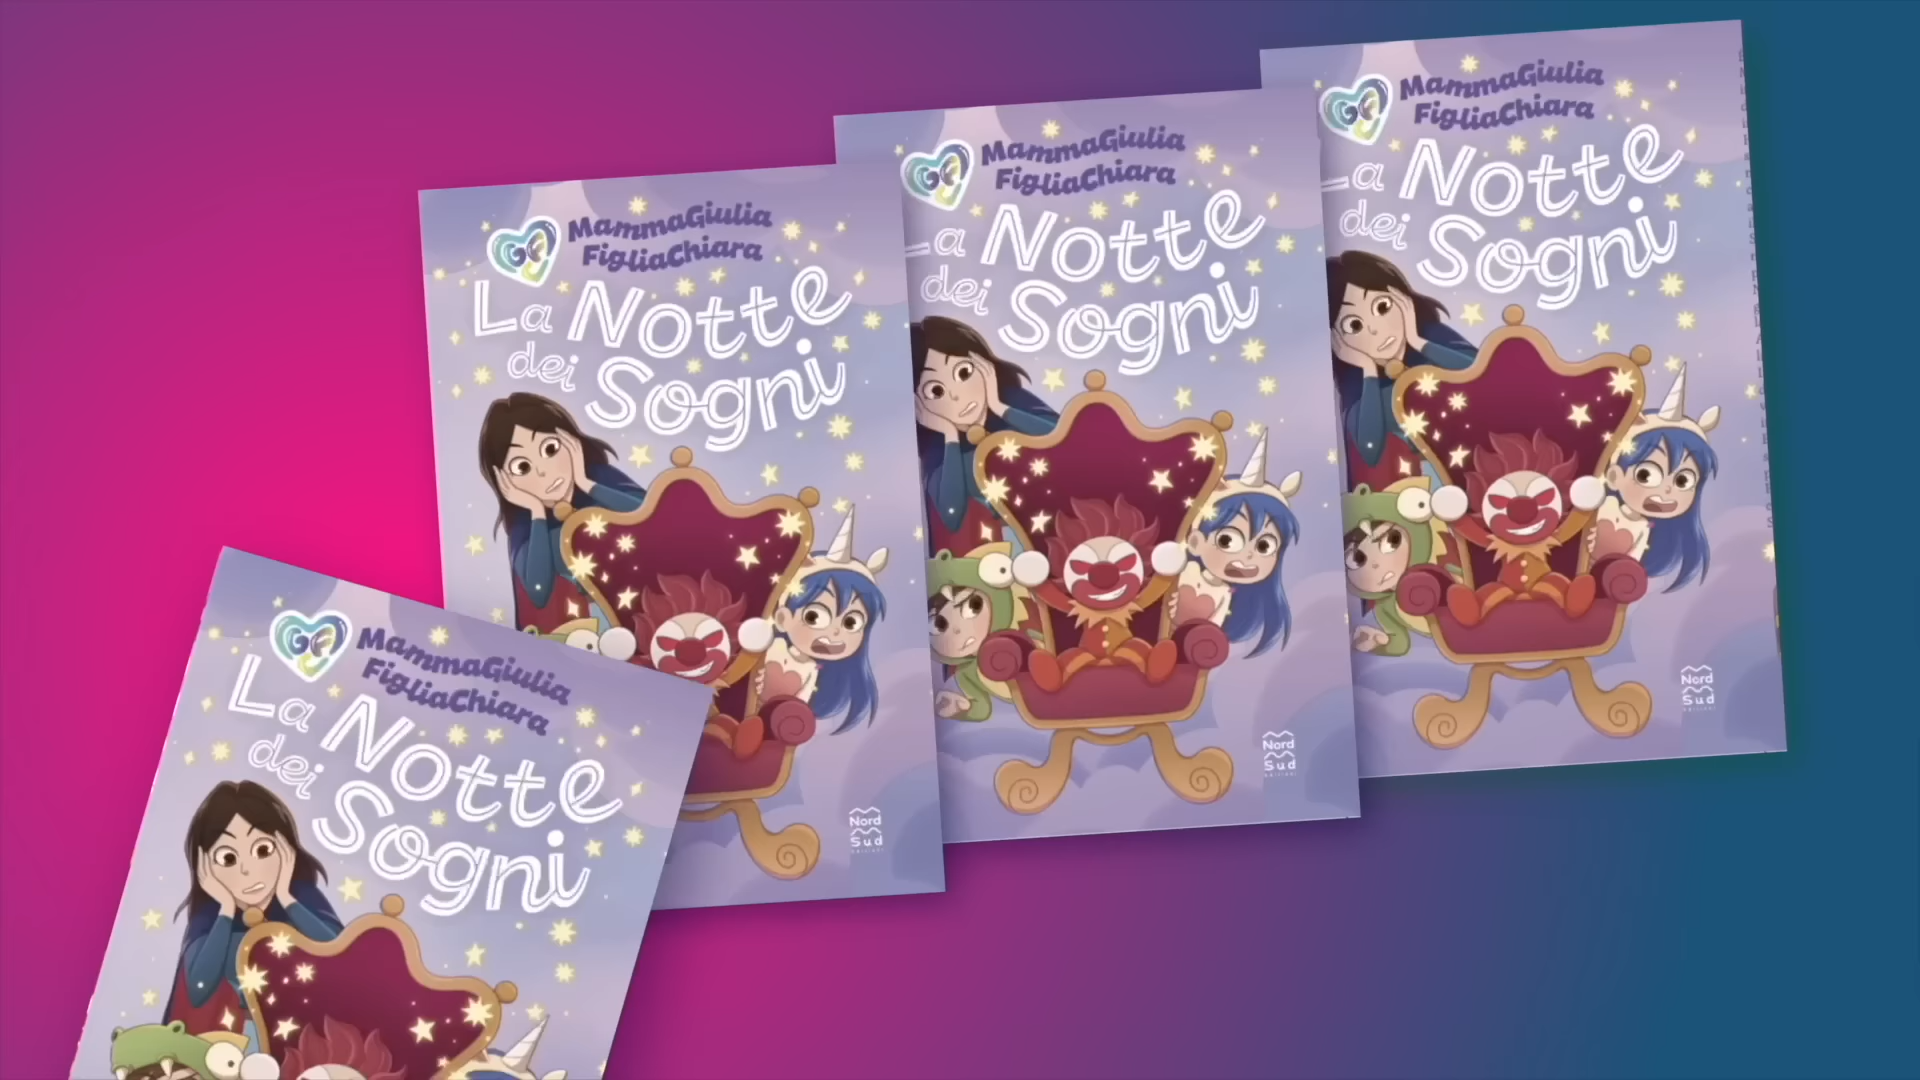 MammaGiulia
FigliaChiara
La Notte
dei Sogni
MammaGiulia
FigliaChiara
La Notte
dei Sogni
Nord
Sud
MammaGiulia
FigliaChiara
La Notte
dei Sogni
Nord
Sud
MammaGiulia
FigliaChiara
La Notte
dei Sogni
Nord
Sud